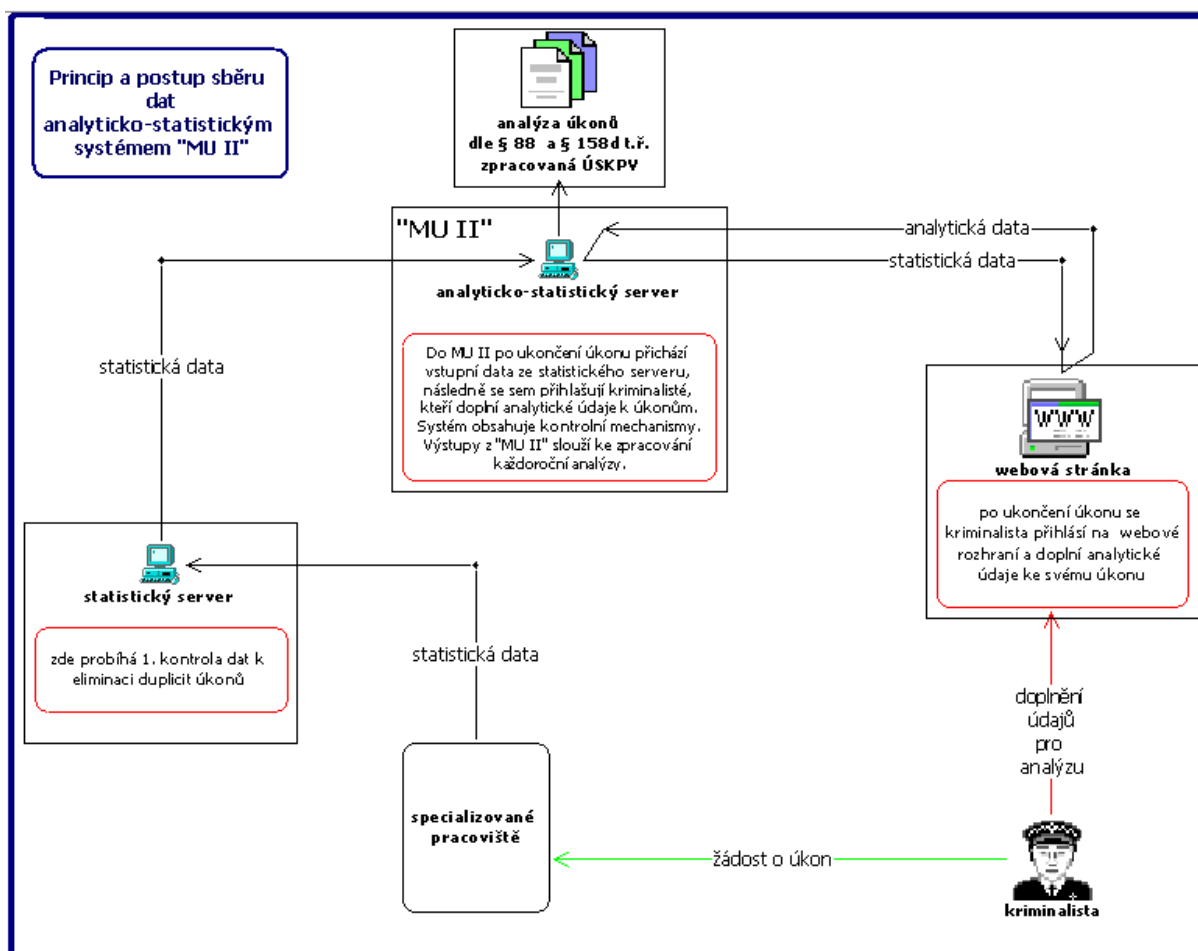 Princip a postup sběru
dat
analyticko-statistickým
systémem "MU II"
analýza úkonů
dle § 88 a § 158d t.ř.
zpracovaná ÚSKPV
"MU II"
analyticko-statistický server
analytická data
statistická data
statistická data
Do MU II po ukončení úkonu přichází
vstupní data ze statistického serveru,
následně se sem přihlašují kriminalisté,
kteří doplní analytické údaje k úkonům.
Systém obsahuje kontrolní mechanismy.
Výstupy z "MU II" slouží ke zpracování
každoroční analýzy.
WWW
webová stránka
po ukončení úkonu se
kriminalista přihlásí na webové
rozhraní a doplní analytické
údaje ke svému úkonu
statistický server
zde probíhá 1. kontrola dat k
eliminaci duplicit úkonů
statistická data
doplnění
údajů
pro
analýzu
specializované
pracoviště
žádost o úkon
kriminalista